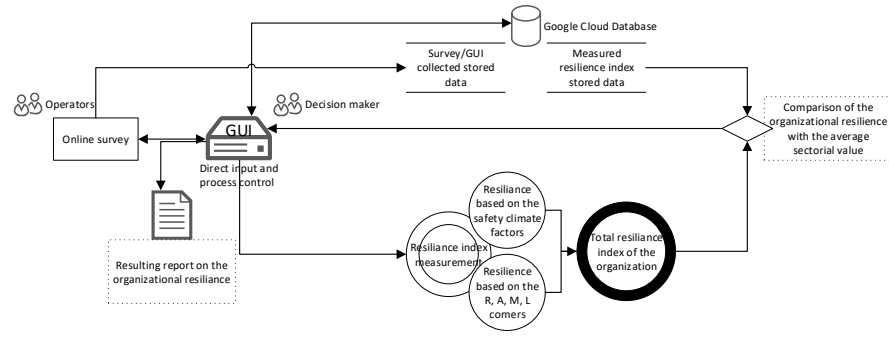 Google Cloud Database
Survey/GUI
collected stored
data
Measured
resilience index
stored data
Operators
Decision maker
Comparison of the
organizational resilience
with the average
sectorial value
Online survey
GUI
Direct input and
process control
Resiliance
based on the
safety climate
factors
Resiliance index
measurement
Total resiliance
index of the
organization
Resilience
based on the
R, A, M, L
corners
Resulting report on the
organizational resiliance